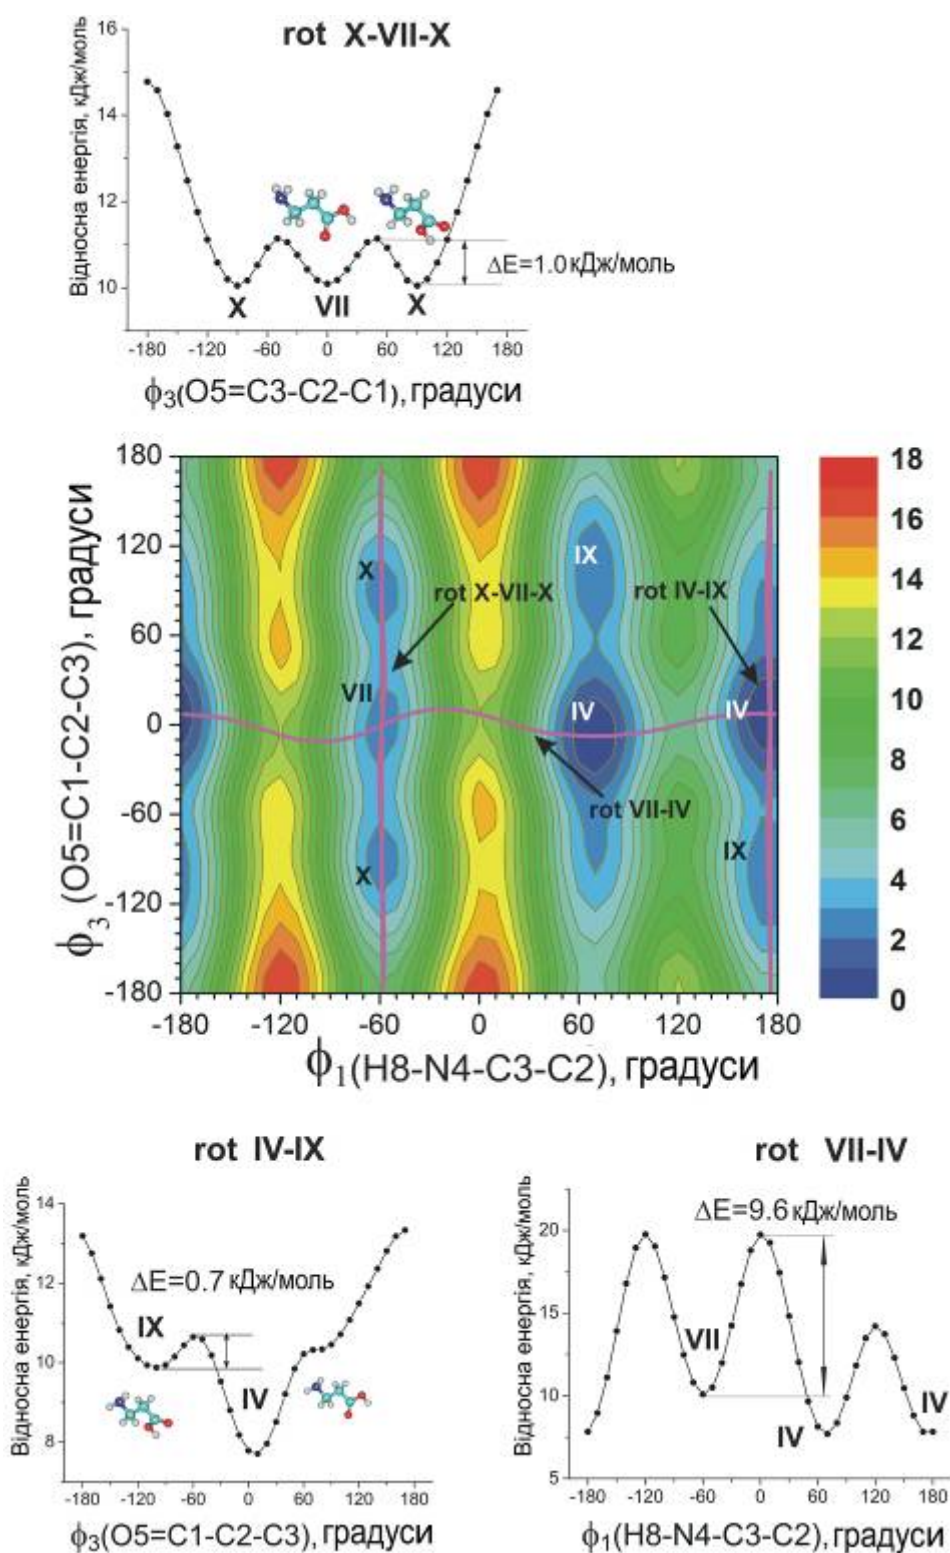 rot X-VII-X
Відносна енергія, кДж/моль
16
14
12
10
ΔE=1.0 кДж/моль
X VII X
-180 -120 -60 0 60 120 180
ϕ3(O5=C3-C2-C1), градуси
ϕ3 (O5=C1-C2-C3), градуси
180
120
60
0
-60
-120
-180
X
IX
rot X-VII-X
rot IV-IX
VII
IV
IV
rot VII-IV
X
IX
-180 -120 -60 0 60 120 180
ϕ1(H8-N4-C3-C2), градуси
18
16
14
12
10
8
6
4
2
0
rot IV-IX
Відносна енергія, кДж/моль
14
12
10
8
ΔE=0.7 кДж/моль
IX
IV
-180 -120 -60 0 60 120 180
ϕ3(O5=C1-C2-C3), градуси
rot VII-IV
Відносна енергія, кДж/моль
20
15
10
5
ΔE=9.6 кДж/моль
VII
IV
IV
-180 -120 -60 0 60 120 180
ϕ1(H8-N4-C3-C2), градуси